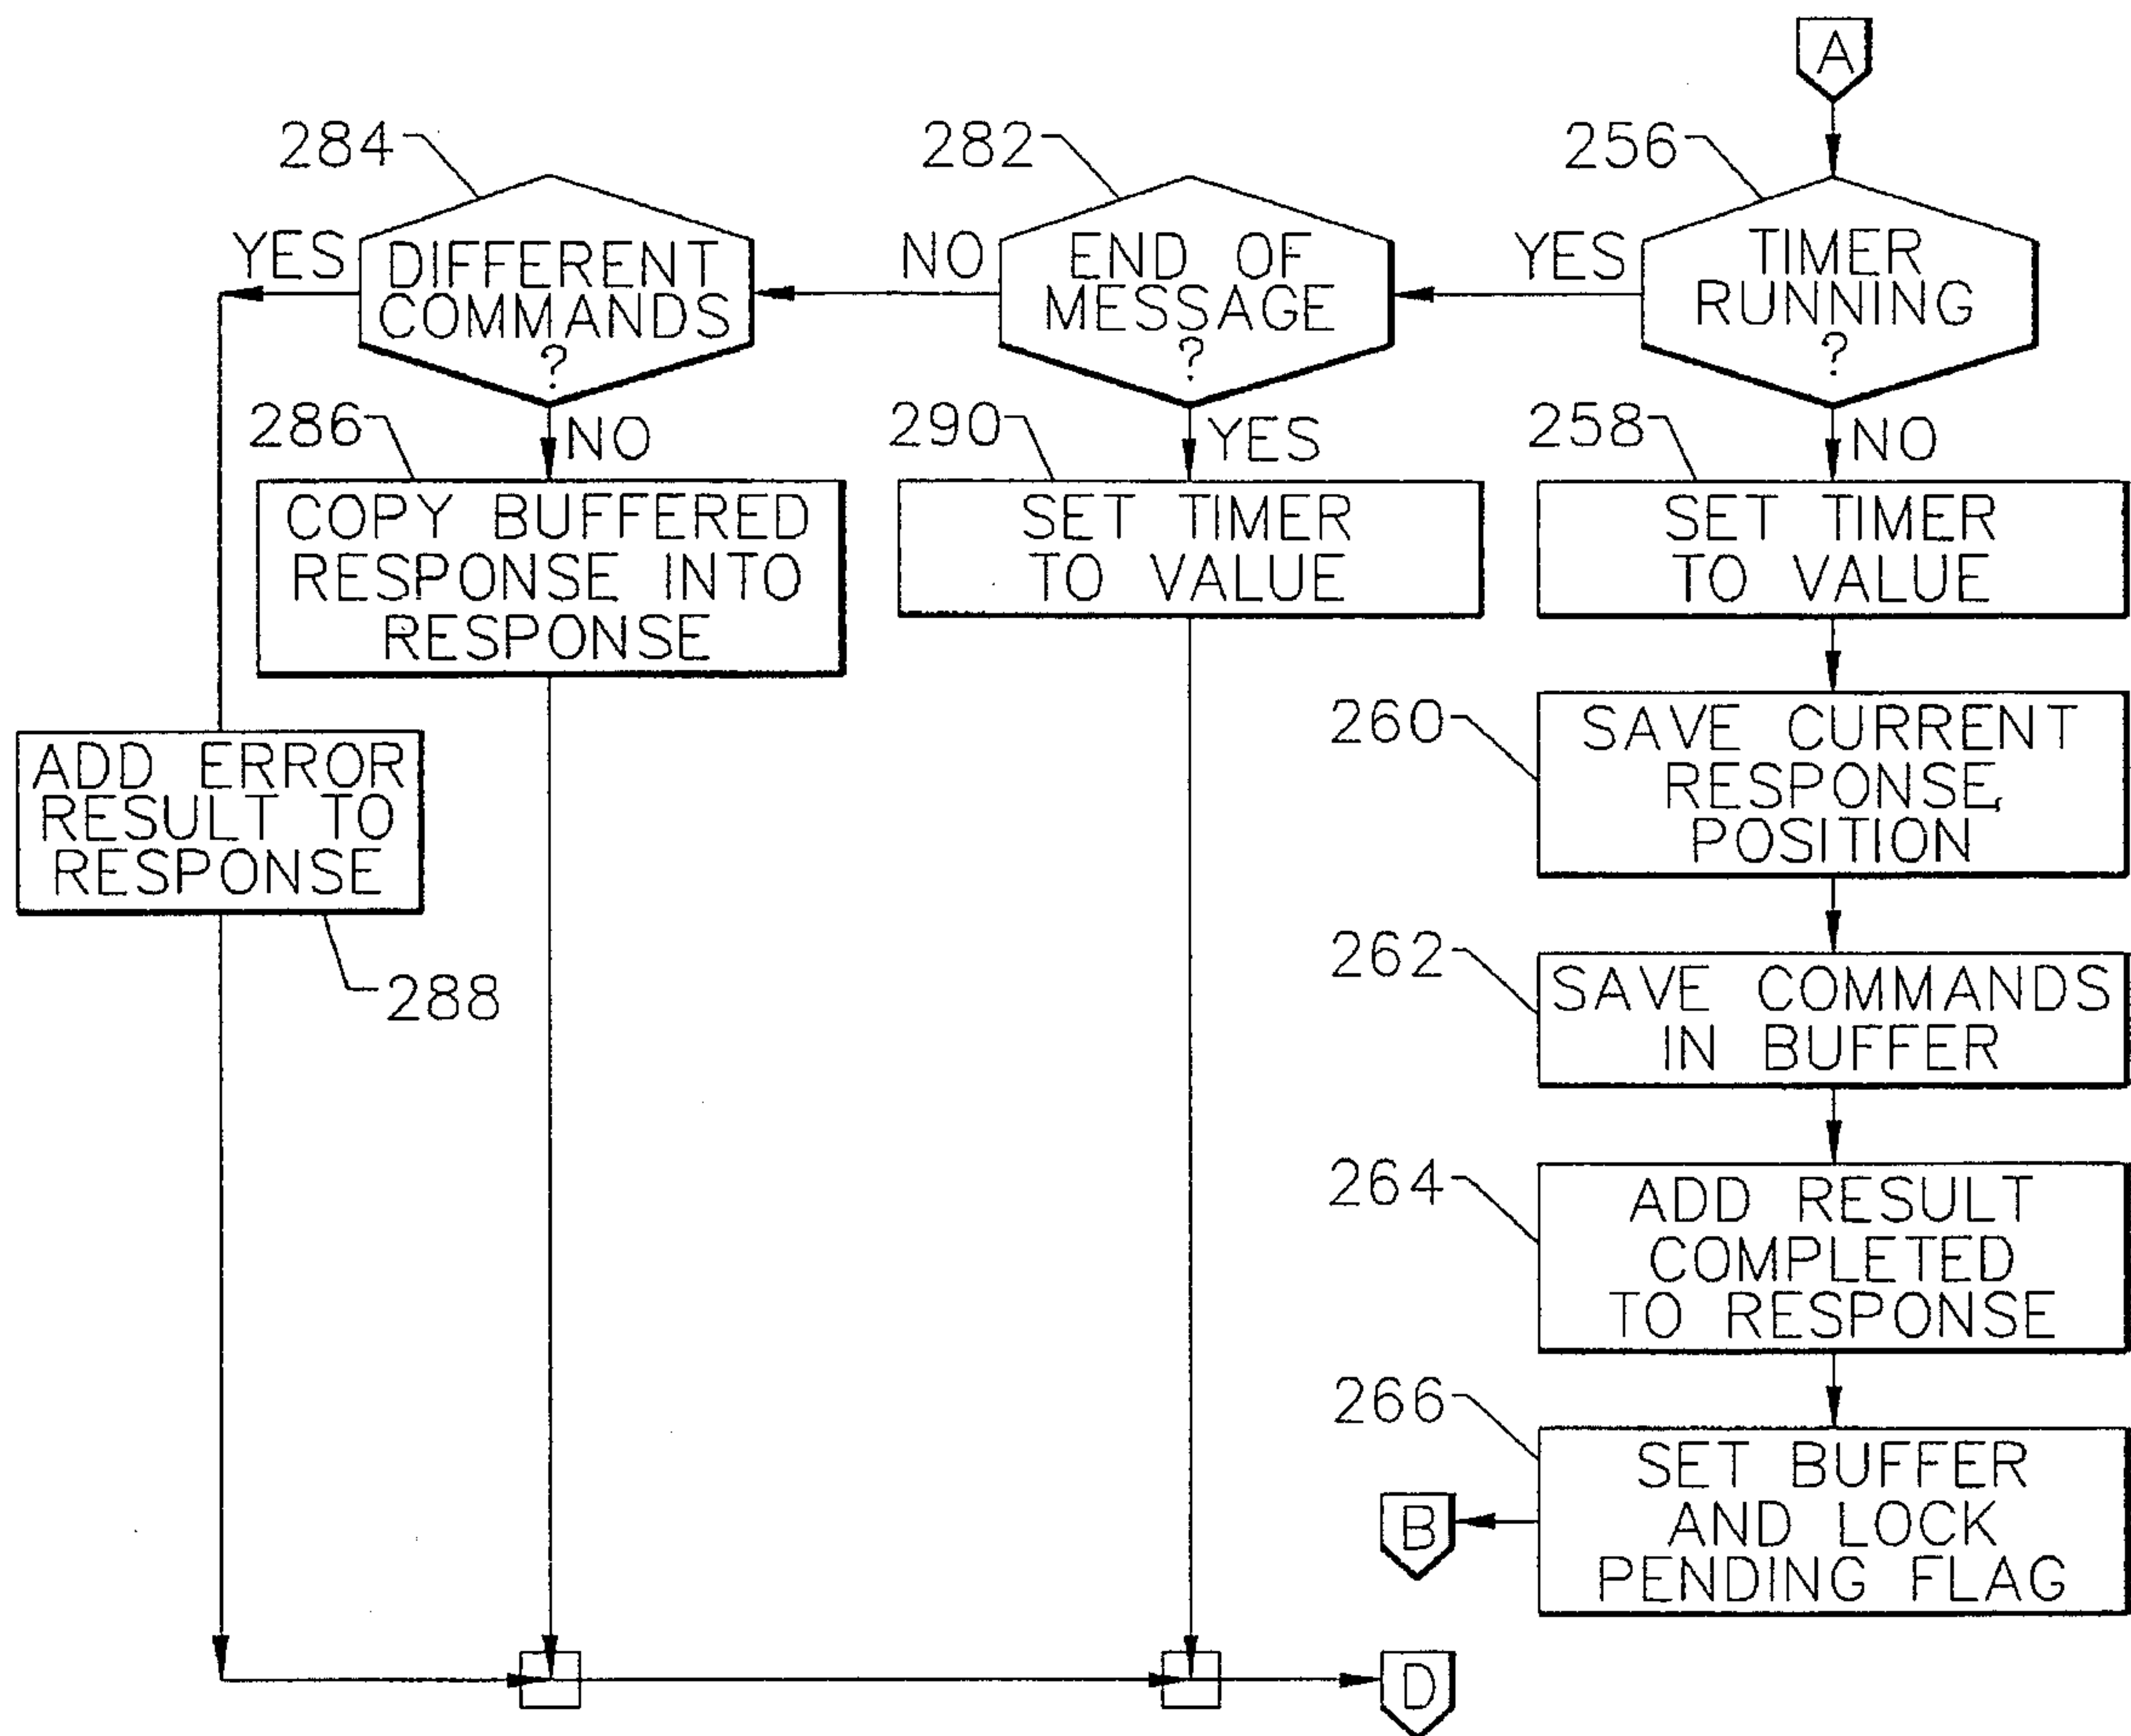 A
284
282
256
YES
DIFFERENT
COMMANDS
?
NO
END OF
MESSAGE
?
YES
TIMER
RUNNING
?
286
NO
290
YES
258
NO
COPY BUFFERED
RESPONSE INTO
RESPONSE
SET TIMER
TO VALUE
SET TIMER
TO VALUE
260
SAVE CURRENT
RESPONSE
POSITION
ADD ERROR
RESULT TO
RESPONSE
288
262
SAVE COMMANDS
IN BUFFER
264
ADD RESULT
COMPLETED
TO RESPONSE
266
SET BUFFER
AND LOCK
PENDING FLAG
B
D